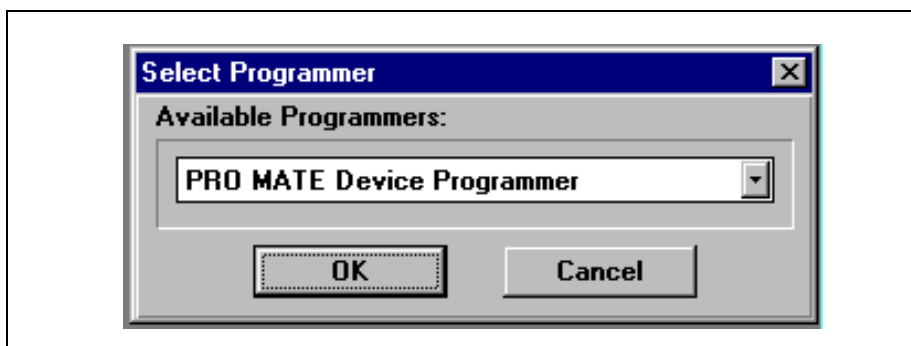 Select Programmer
Available Programmers:
PRO MATE Device Programmer
OK
Cancel